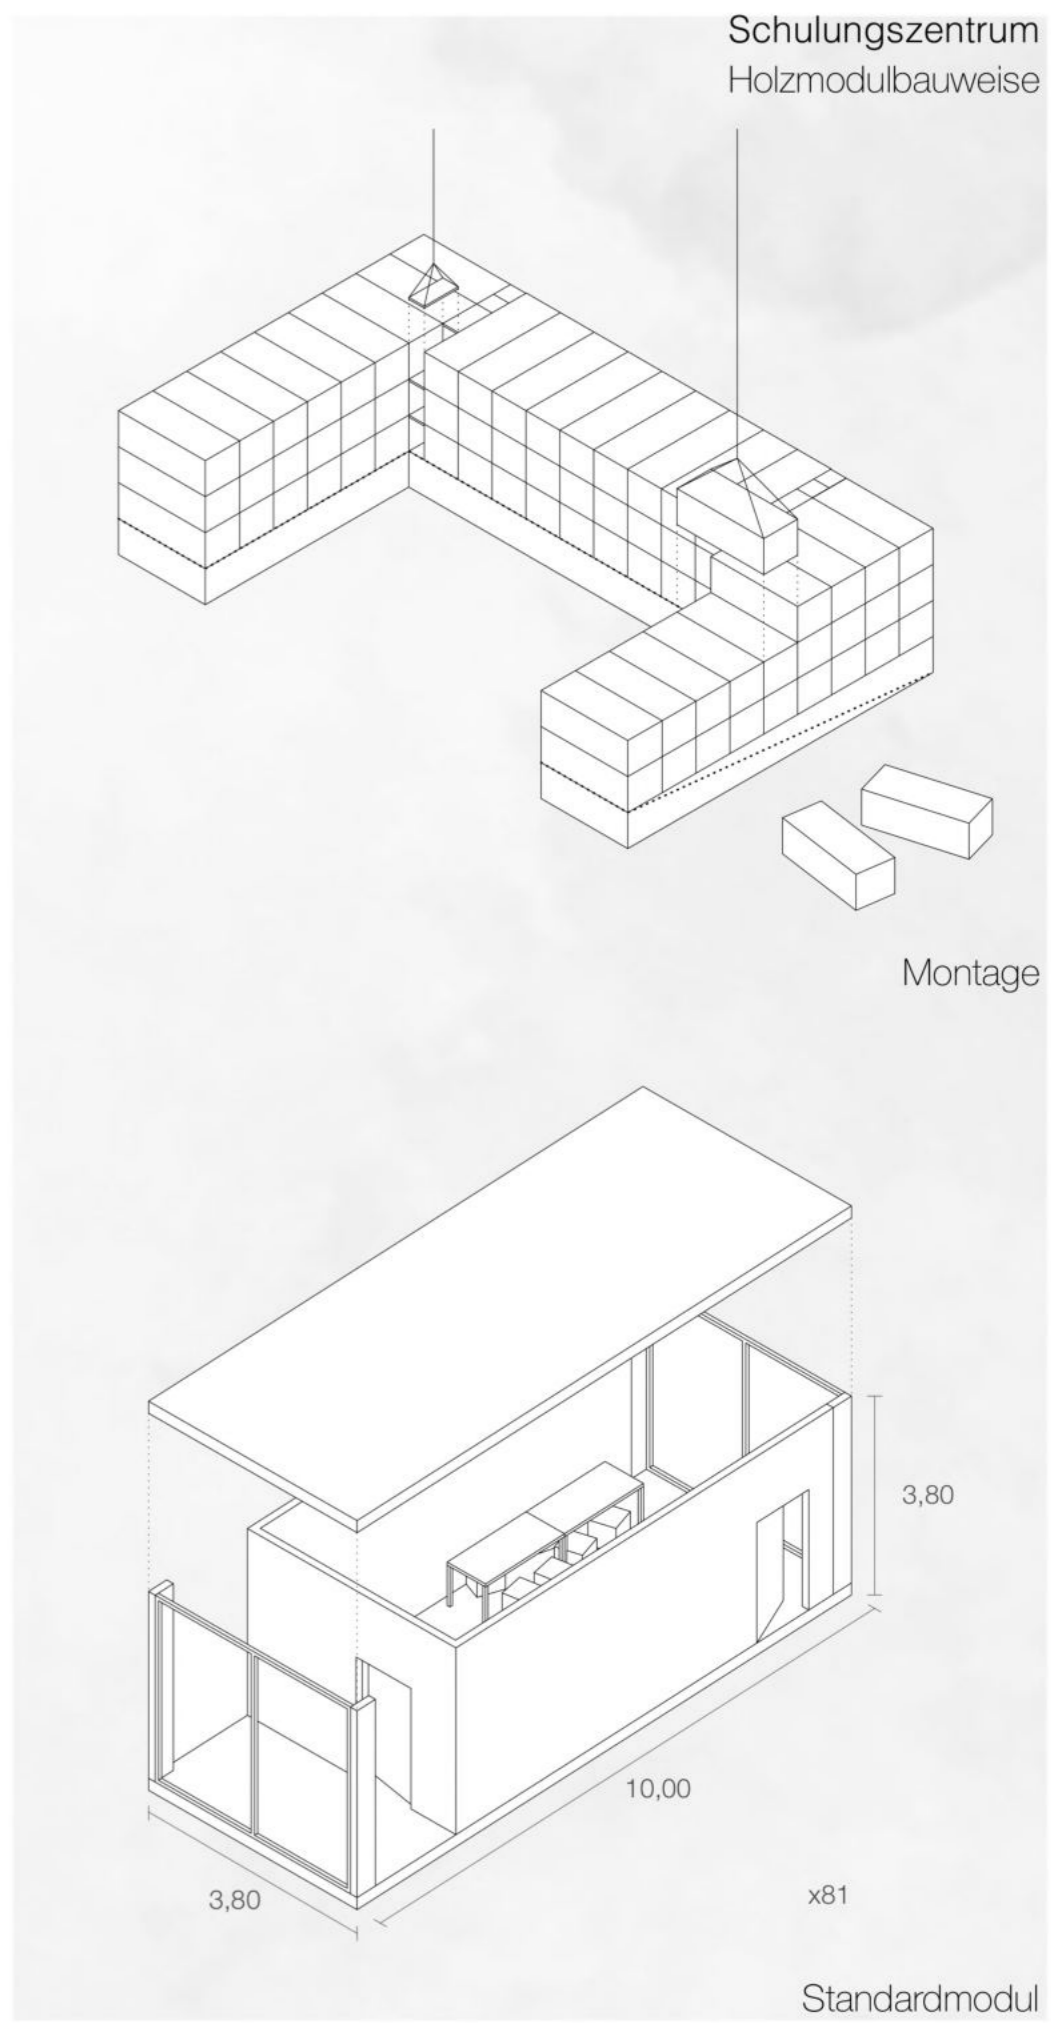 Schulungszentrum
Holzmodulbauweise
Montage
3,80
10,00
3,80
x81
Standardmodul